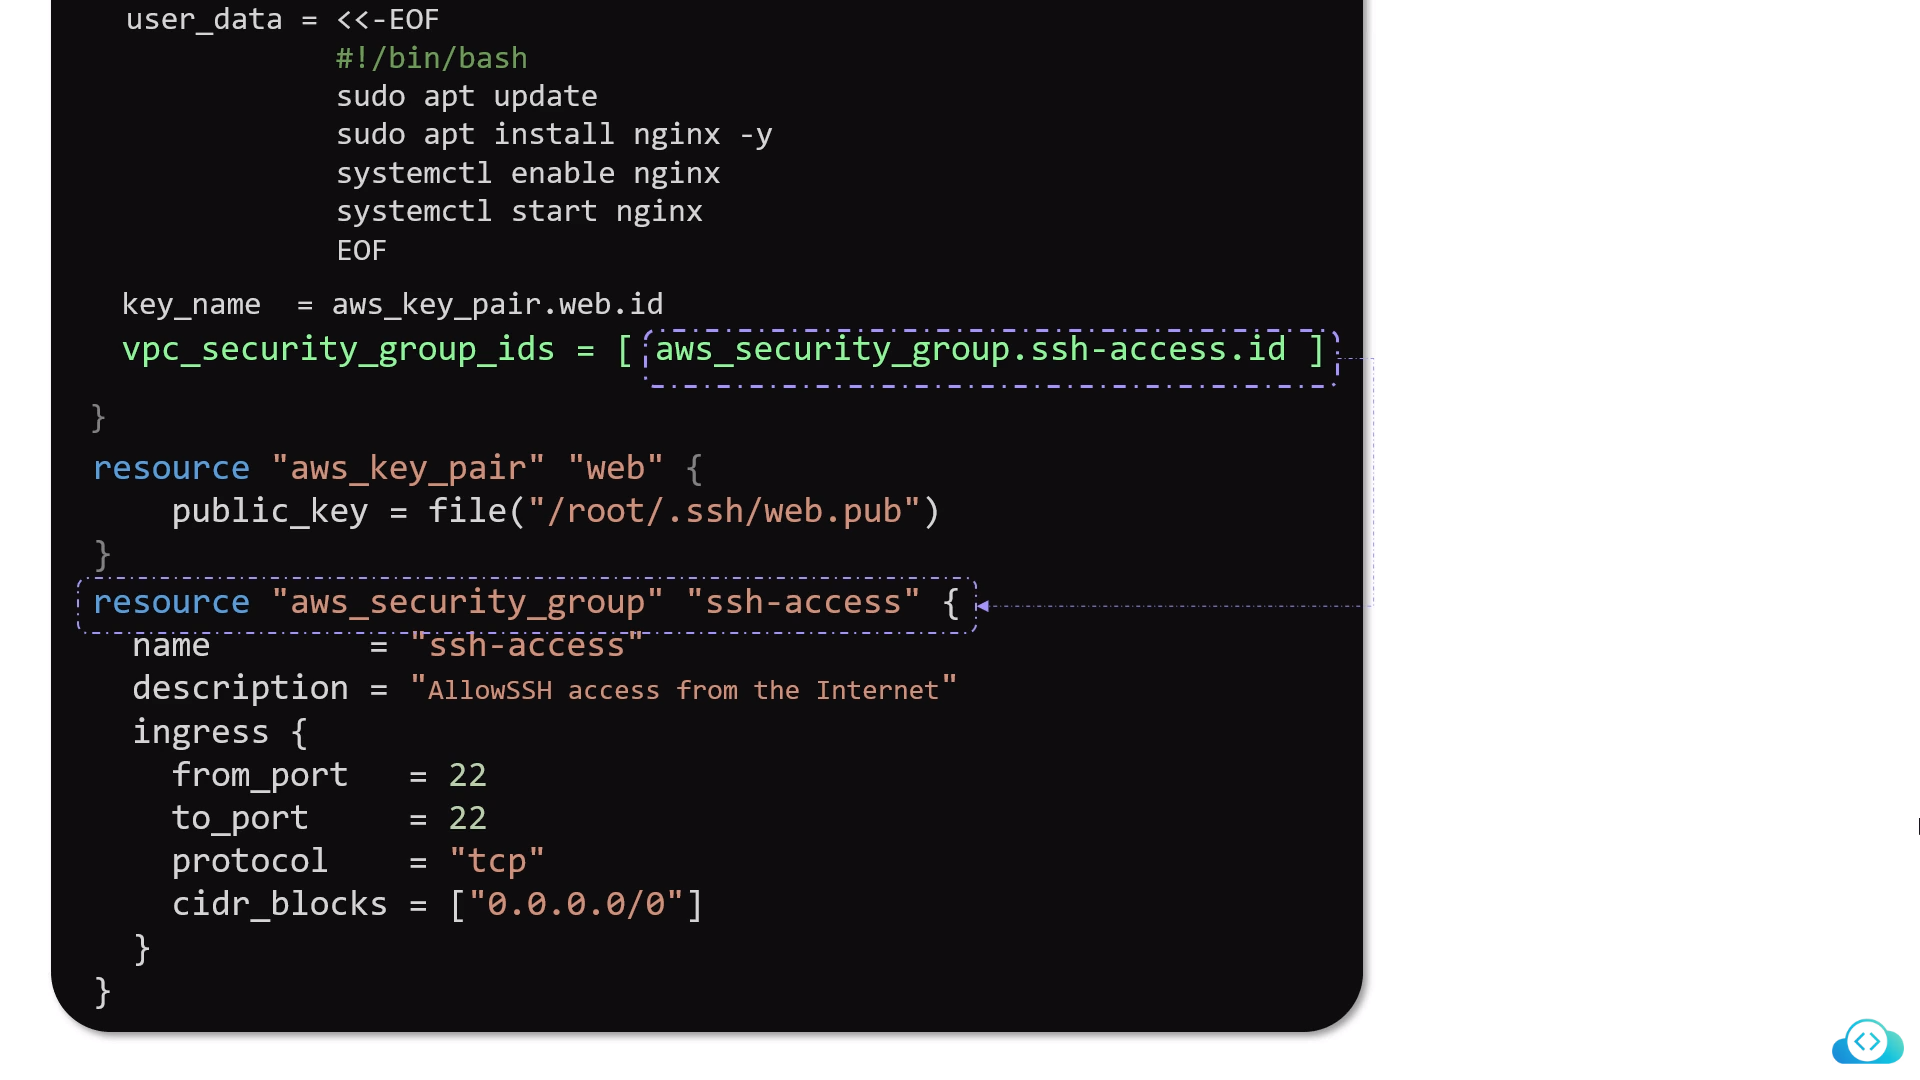 user_data = <<-EOF
#!/bin/bash
sudo apt update
sudo apt install nginx -y
systemctl enable nginx
systemctl start nginx
EOF
key_name  = aws_key_pair.web.id
vpc_security_group_ids = [ aws_security_group.ssh-access.id ]
}
resource "aws_key_pair" "web" {
    public_key = file("/root/.ssh/web.pub")
}
resource "aws_security_group" "ssh-access" {
  name        = "ssh-access"
  description = "AllowSSH access from the Internet"
  ingress {
    from_port   = 22
    to_port     = 22
    protocol    = "tcp"
    cidr_blocks = ["0.0.0.0/0"]
  }
}